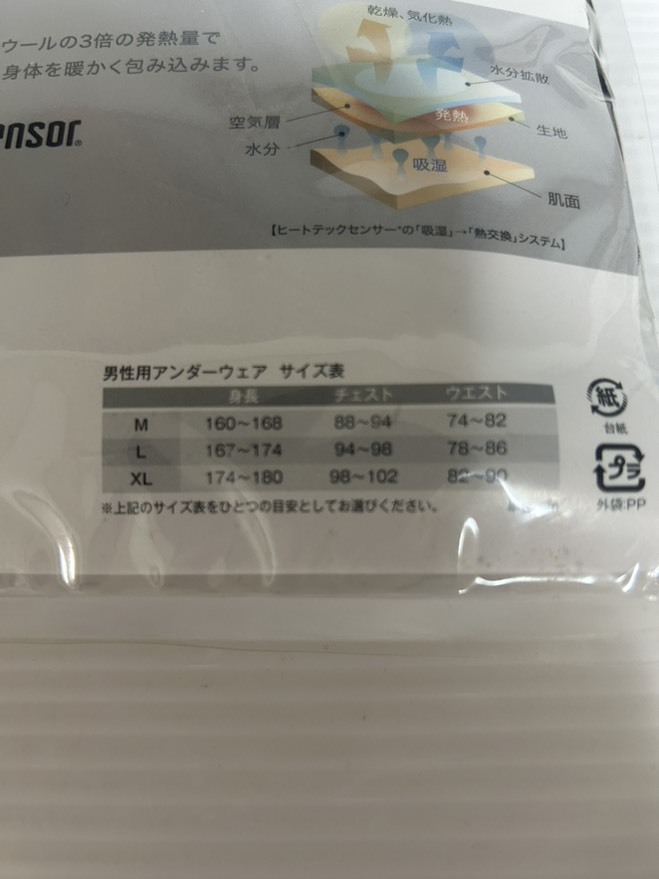 ウールの3倍の発熱量で
身体を暖かく包み込みます。
ensor®
乾燥、気化熱
水分拡散
空気層
発熱
生地
水分
吸湿
肌面
【ヒートテックセンサー®の「吸湿」→「熱交換」システム】
男性用アンダーウェア サイズ表
身長 チェスト ウエスト
M 160〜168 88〜94 74〜82
L 167〜174 94〜98 78〜86
XL 174〜180 98〜102 82〜90
※上記のサイズ表をひとつの目安としてお選びください。
紙
台紙
プラ
外袋:PP